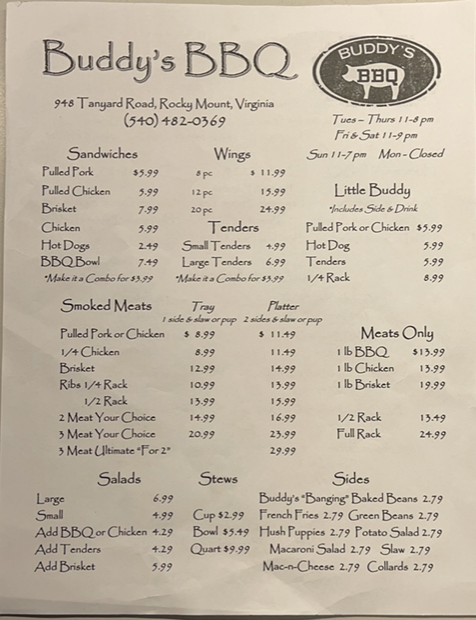 Buddy's BBQ
BUDDY'S
BBQ
948 Tanyard Road, Rocky Mount, Virginia
(540) 482-0369
Tues - Thurs 11-8 pm
Fri & Sat 11-9 pm
Sun 11-7 pm Mon - Closed
Sandwiches
Pulled Pork $5.99
Pulled Chicken 5.99
Brisket 7.99
Chicken 5.99
Hot Dogs 2.49
BBQ Bowl 7.49
*Make it a Combo for $3.99
Wings
8 pc $ 11.99
12 pc 15.99
20 pc 24.99
Tenders
Small Tenders 4.99
Large Tenders 6.99
*Make it a Combo for $3.99
Little Buddy
*Includes Side & Drink
Pulled Pork or Chicken $5.99
Hot Dog 5.99
Tenders 5.99
1/4 Rack 8.99
Smoked Meats Tray Platter
1 side & slaw or pup 2 sides & slaw or pup
Pulled Pork or Chicken $ 8.99 $ 11.49
1/4 Chicken 8.99 11.49
Brisket 12.99 14.99
Ribs 1/4 Rack 10.99 13.99
1/2 Rack 13.99 15.99
2 Meat Your Choice 14.99 16.99
3 Meat Your Choice 20.99 23.99
3 Meat Ultimate "For 2" 29.99
Meats Only
1 lb BBQ $13.99
1 lb Chicken 13.99
1 lb Brisket 19.99
1/2 Rack 13.49
Full Rack 24.99
Salads
Large 6.99
Small 4.99
Add BBQ or Chicken 4.29
Add Tenders 4.29
Add Brisket 5.99
Stews
Cup $2.99
Bowl $5.49
Quart $9.99
Sides
Buddy's "Banging" Baked Beans 2.79
French Fries 2.79 Green Beans 2.79
Hush Puppies 2.79 Potato Salad 2.79
Macaroni Salad 2.79 Slaw 2.79
Mac-n-Cheese 2.79 Collards 2.79